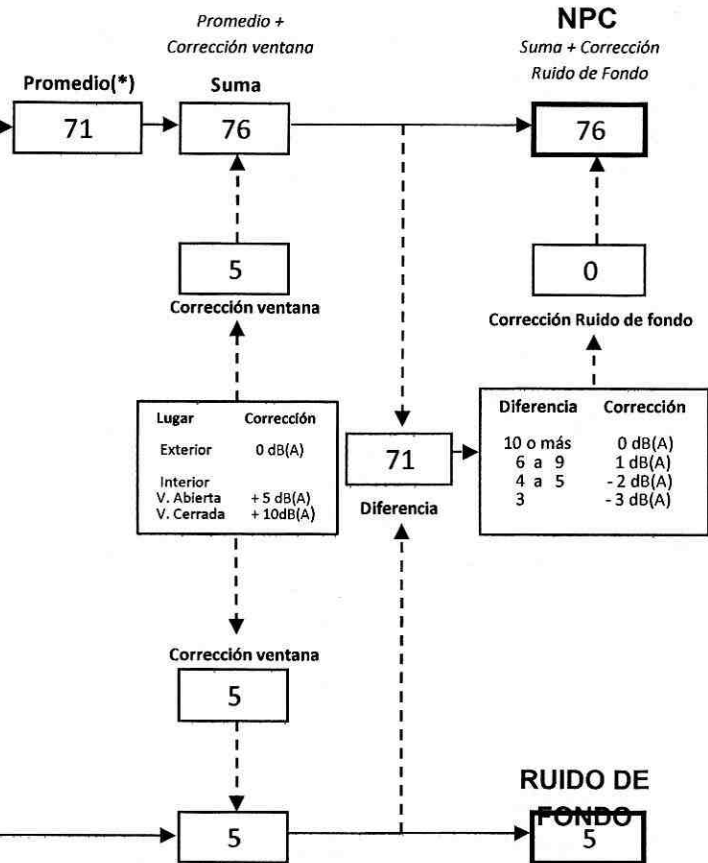 Promedio +
Corrección ventana
NPC
Suma + Corrección
Ruido de Fondo
Promedio(*)
Suma
71
76
76
5
0
Corrección ventana
Corrección Ruido de fondo
Lugar Corrección
Exterior 0 dB(A)
Interior
V. Abierta + 5 dB(A)
V. Cerrada + 10dB(A)
71
Diferencia
Diferencia Corrección
10 o más 0 dB(A)
6 a 9 1 dB(A)
4 a 5 - 2 dB(A)
3 - 3 dB(A)
Corrección ventana
5
RUIDO DE
FONDO
5
5